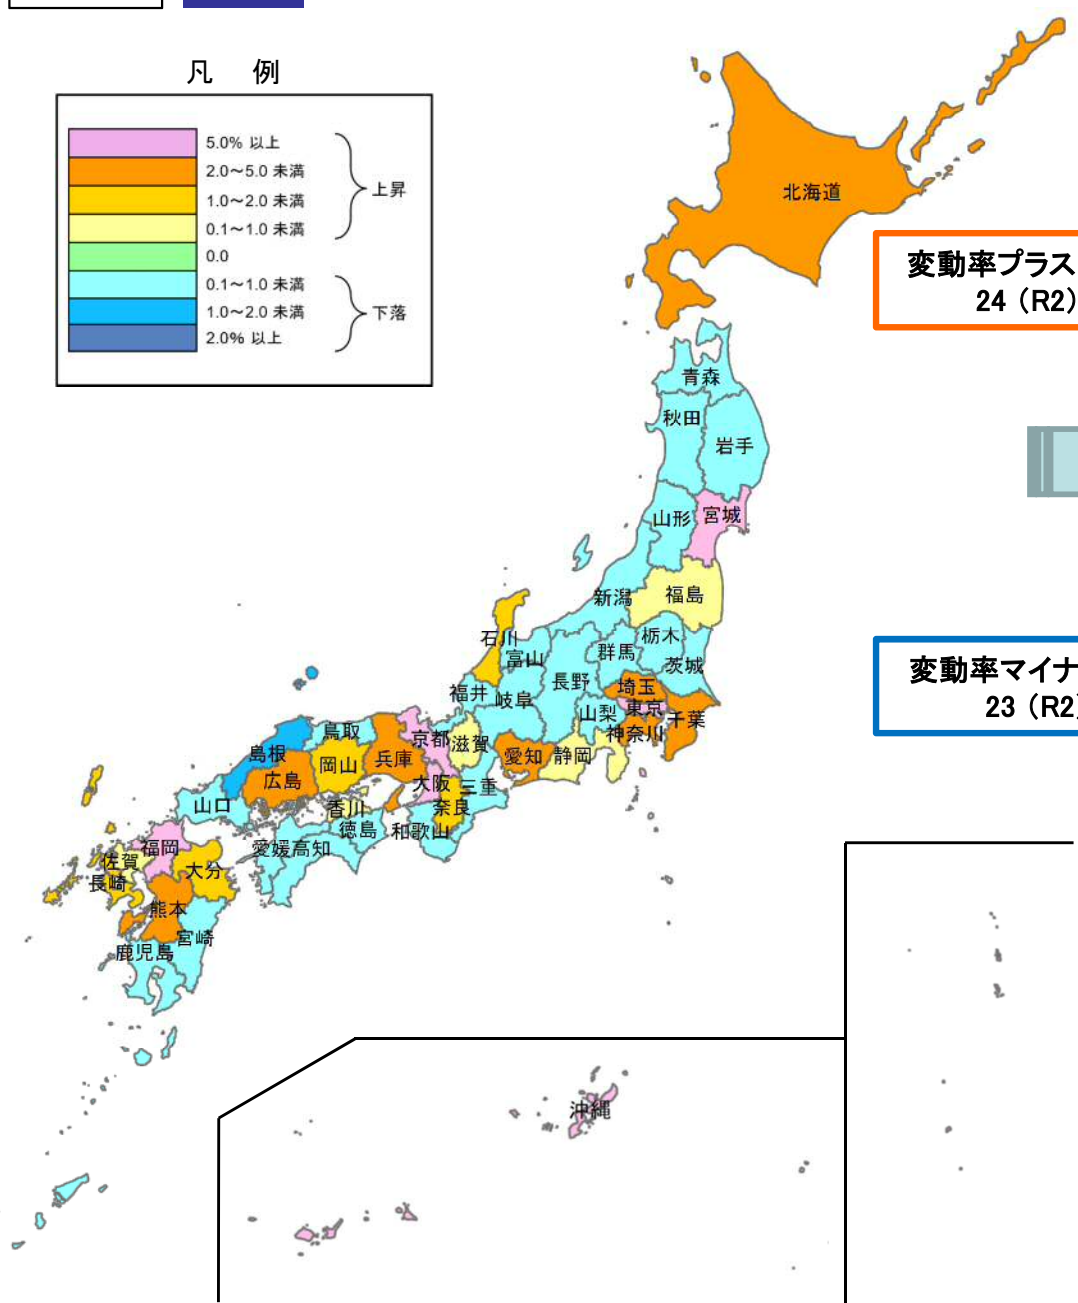 凡 例
5.0% 以上
2.0～5.0 未満
1.0～2.0 未満
0.1～1.0 未満
上昇
0.0
0.1～1.0 未満
1.0～2.0 未満
2.0% 以上
下落
北海道
変動率プラス
24（R2）
青森
秋田
岩手
山形
宮城
新潟
福島
石川
富山
栃木
群馬
茨城
福井
岐阜
長野
埼玉
山梨
東京
千葉
神奈川
変動率マイナ
23（R2）
鳥取
島根
岡山
兵庫
京都
滋賀
愛知
静岡
広島
大阪
三重
山口
香川
奈良
徳島
和歌山
愛媛
高知
福岡
佐賀
大分
長崎
熊本
宮崎
鹿児島
沖縄